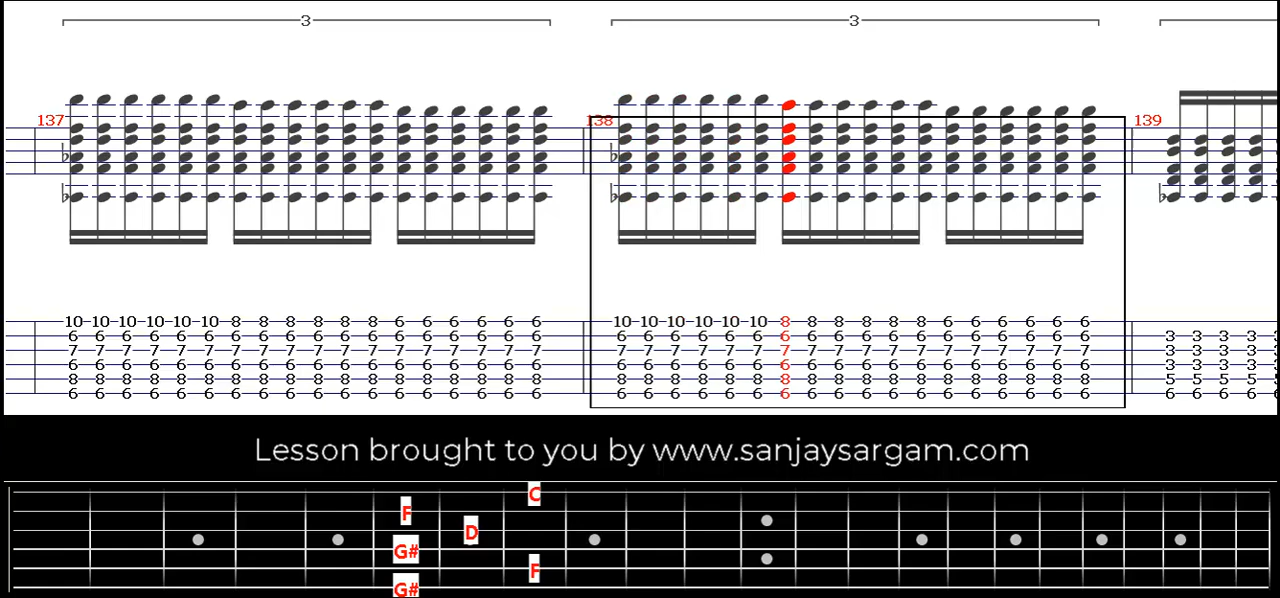 3 3
137 138 139
♭ ♭
♭ ♭ ♭
10 10 10 10 10 10 8 8 8 8 8 8 6 6 6 6 6 6 10 10 10 10 10 10 8 8 8 8 8 8 6 6 6 6 6 6
6 6 6 6 6 6 6 6 6 6 6 6 6 6 6 6 6 6 6 6 6 6 6 6 6 6 6 6 6 6 6 6 6 6 6 6 3 3 3 3
7 7 7 7 7 7 7 7 7 7 7 7 7 7 7 7 7 7 7 7 7 7 7 7 7 7 7 7 7 7 7 7 7 7 7 7 3 3 3 3
6 6 6 6 6 6 6 6 6 6 6 6 6 6 6 6 6 6 6 6 6 6 6 6 6 6 6 6 6 6 6 6 6 6 6 6 3 3 3 3
8 8 8 8 8 8 8 8 8 8 8 8 8 8 8 8 8 8 8 8 8 8 8 8 8 8 8 8 8 8 8 8 8 8 8 8 5 5 5 5
6 6 6 6 6 6 6 6 6 6 6 6 6 6 6 6 6 6 6 6 6 6 6 6 6 6 6 6 6 6 6 6 6 6 6 6 6 6 6 6
Lesson brought to you by www.sanjaysargam.com
C
F
D
G#
F
G#